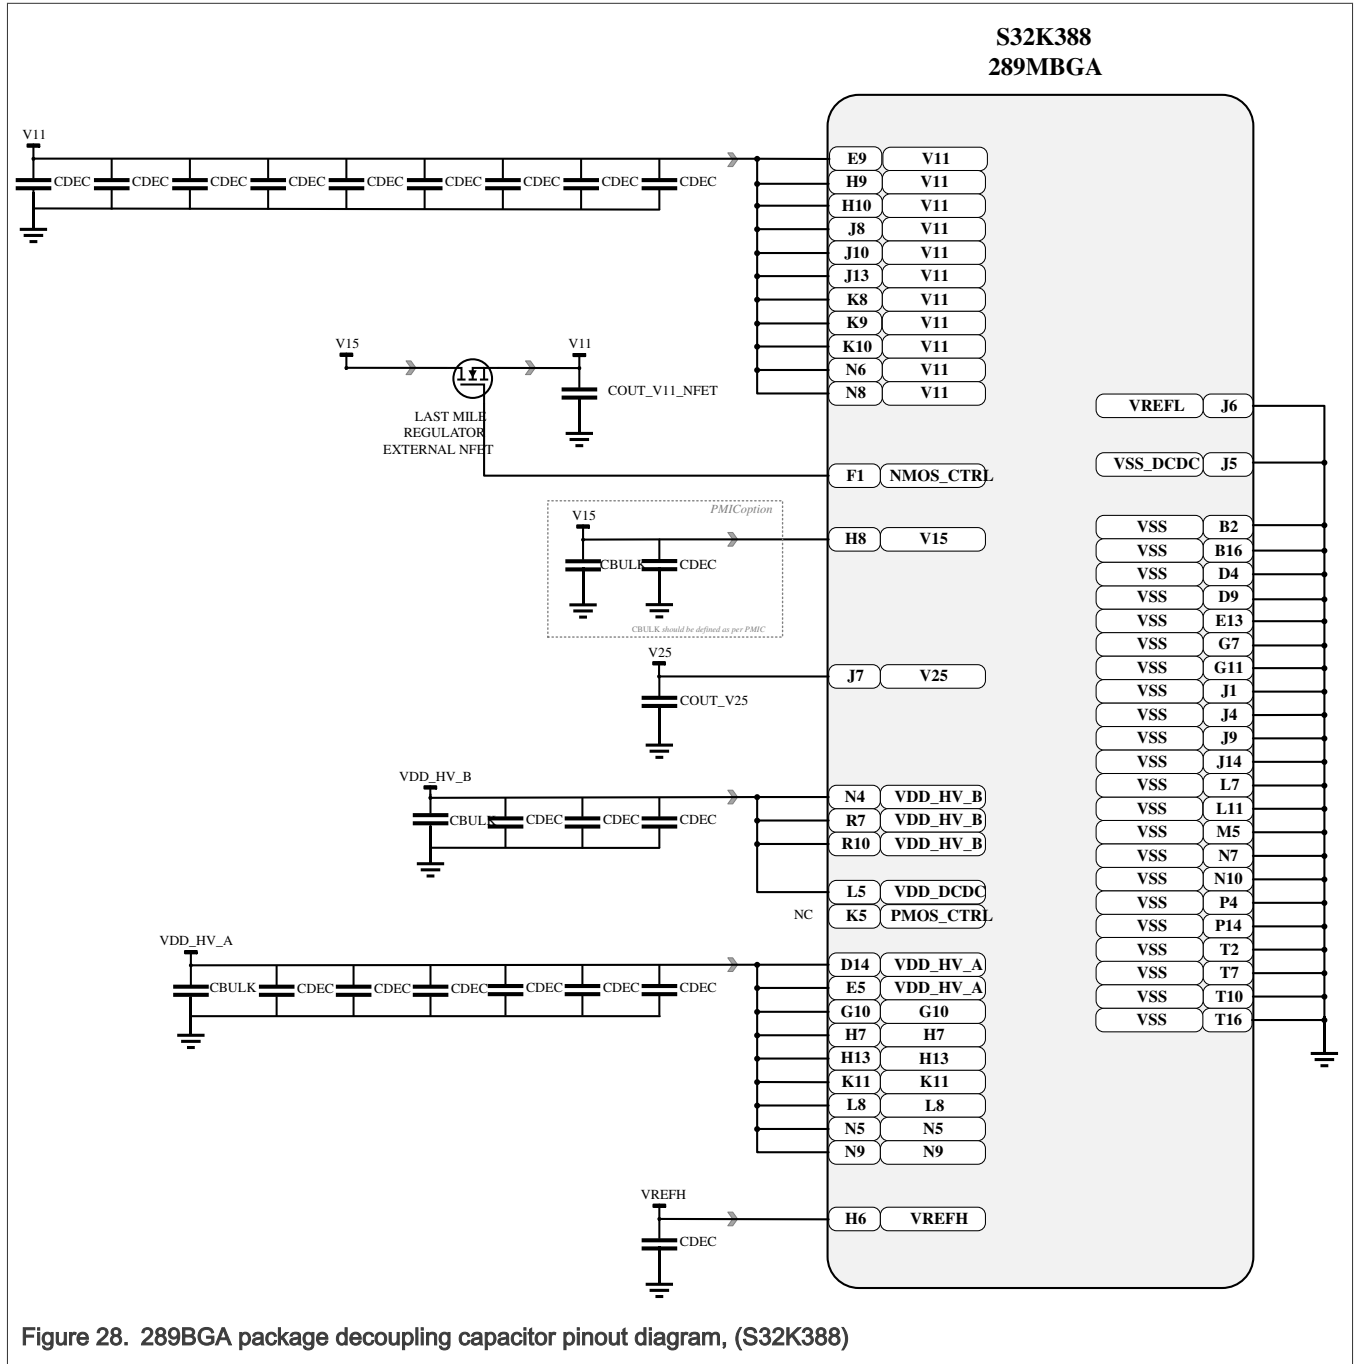 S32K388
289MBGA
V11
CDEC CDEC CDEC CDEC CDEC CDEC CDEC CDEC CDEC
E9 V11
H9 V11
H10 V11
J8 V11
J10 V11
J13 V11
K8 V11
K9 V11
K10 V11
N6 V11
N8 V11
V15
V11
COUT_V11_NFET
LAST MILE
REGULATOR
EXTERNAL NFET
F1 NMOS_CTRL
PMICoption
V15
CBULK CDEC
CBULK should be defined as per PMIC
H8 V15
V25
COUT_V25
J7 V25
VDD_HV_B
CBULK CDEC CDEC CDEC
N4 VDD_HV_B
R7 VDD_HV_B
R10 VDD_HV_B
L5 VDD_DCDC
NC K5 PMOS_CTRL
VDD_HV_A
CBULK CDEC CDEC CDEC CDEC CDEC CDEC
D14 VDD_HV_A
E5 VDD_HV_A
G10 G10
H7 H7
H13 H13
K11 K11
L8 L8
N5 N5
N9 N9
VREFH
CDEC
H6 VREFH
VREFL J6
VSS_DCDC J5
VSS B2
VSS B16
VSS D4
VSS D9
VSS E13
VSS G7
VSS G11
VSS J1
VSS J4
VSS J9
VSS J14
VSS L7
VSS L11
VSS M5
VSS N7
VSS N10
VSS P4
VSS P14
VSS T2
VSS T7
VSS T10
VSS T16
Figure 28. 289BGA package decoupling capacitor pinout diagram, (S32K388)